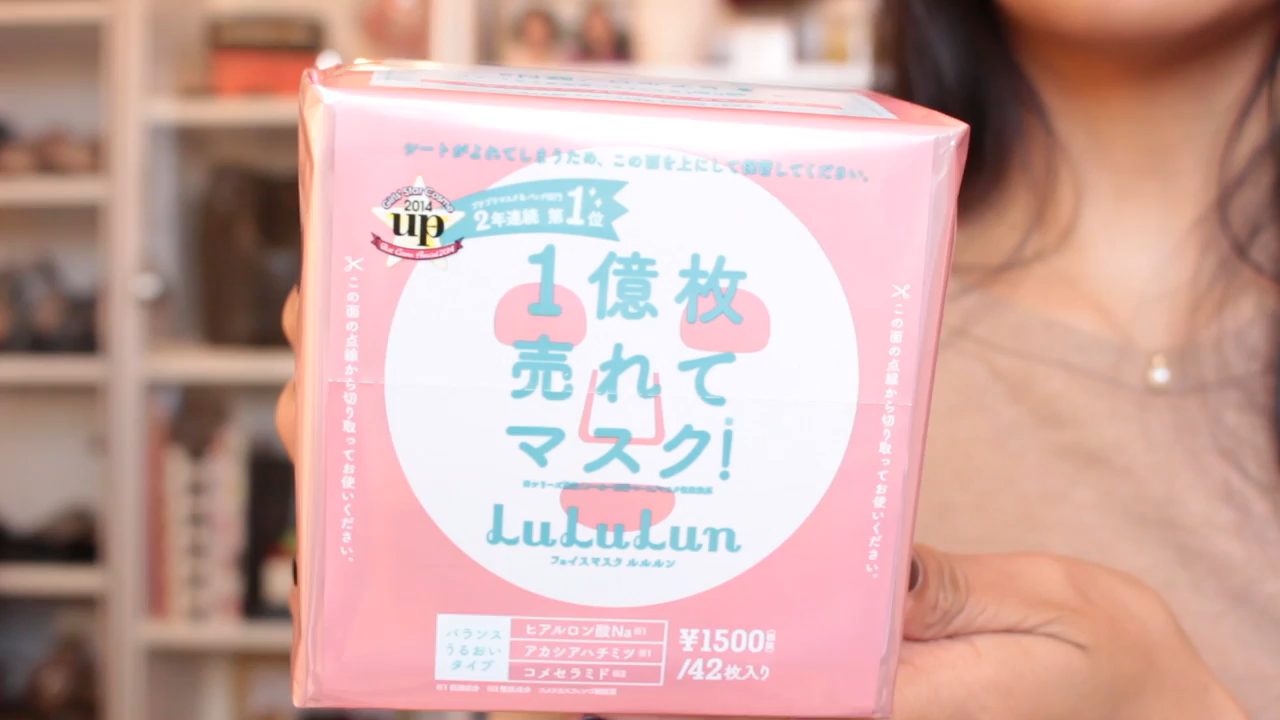 シートがよれてしまうため、この面を上にして保管してください。
Girls Star Corne
2014
up
2年連続 第1位
この面の点線から切り取ってお使いください。
1億枚
売れて
マスク!
LuLuLun
フェイスマスク ルルルン
この面の点線から切り取ってお使いください。
バランス
うるおい
タイプ
ヒアルロン酸Na※1
アカシアハチミツ※1
コメセラミド※2
¥1500
/42枚入り